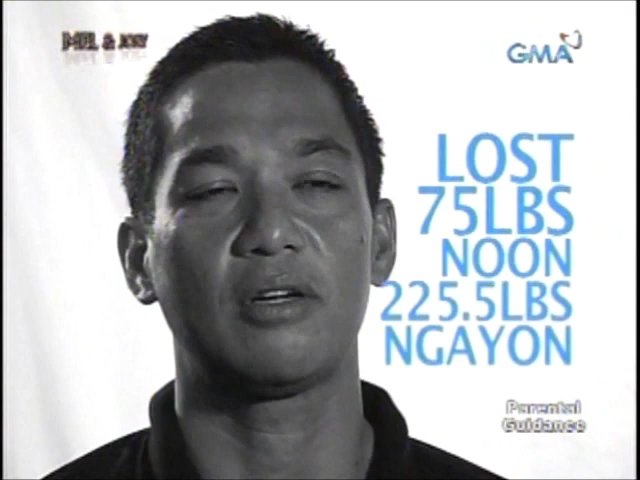 MEL & JOEY
GMA
LOST
75LBS
NOON
225.5LBS
NGAYON
Parental
Guidance